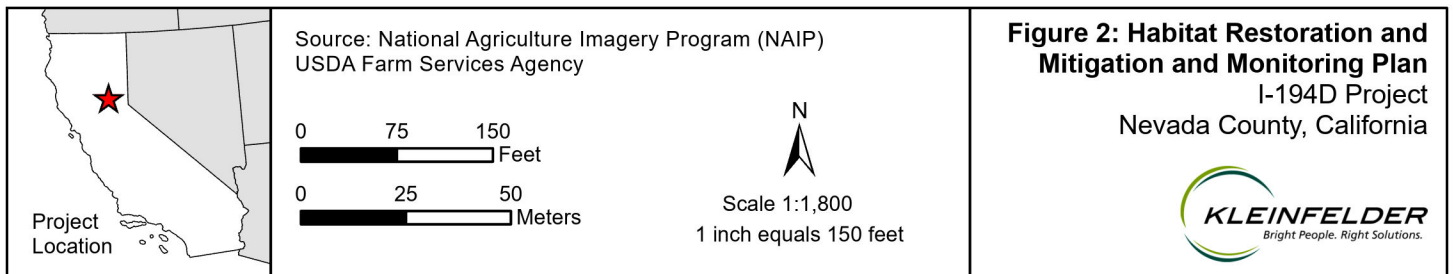 Project
Location
Source: National Agriculture Imagery Program (NAIP)
USDA Farm Services Agency
0 75 150
Feet
0 25 50
Meters
N
Scale 1:1,800
1 inch equals 150 feet
Figure 2: Habitat Restoration and
Mitigation and Monitoring Plan
I-194D Project
Nevada County, California
KLEINFELDER
Bright People. Right Solutions.